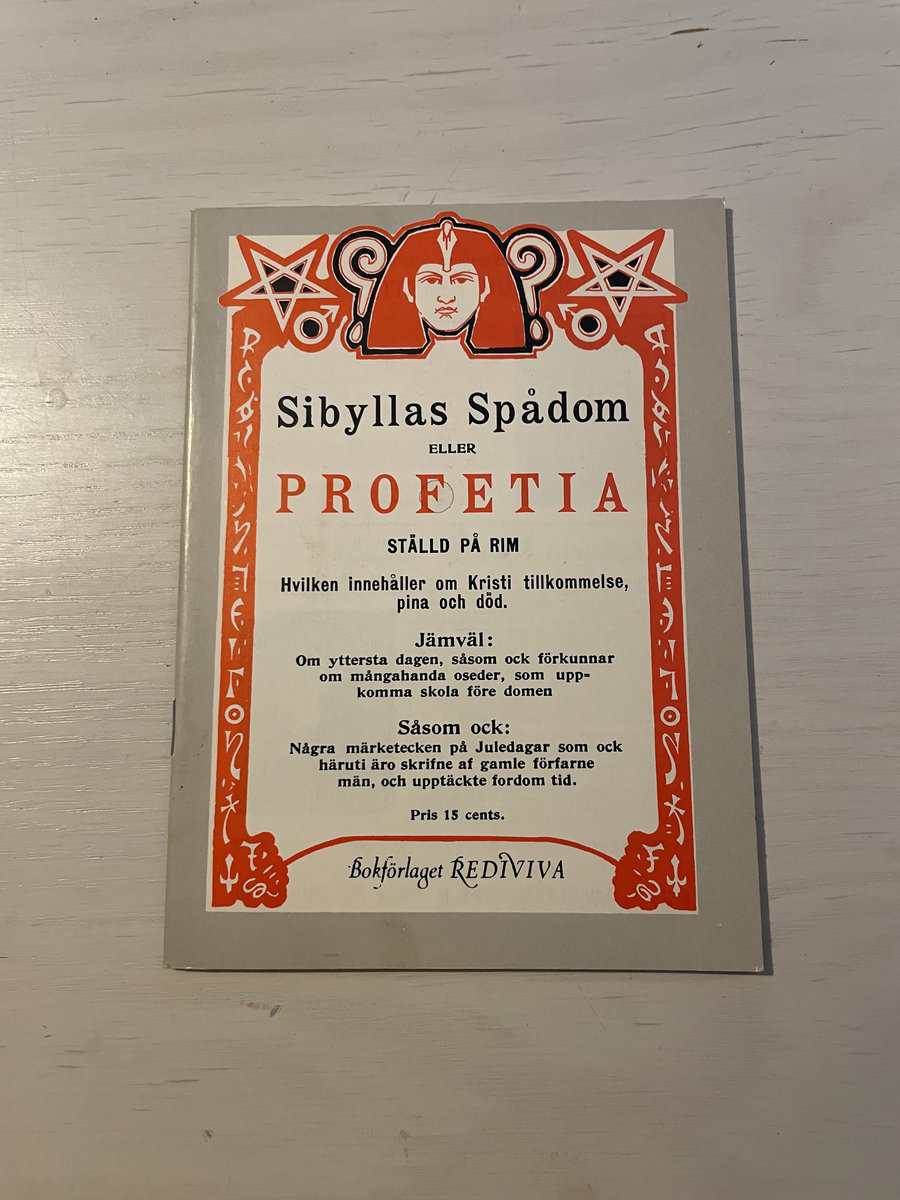 Sibyllas Spådom
ELLER
PROFETIA
STÄLLD PÅ RIM
Hvilken innehåller om Kristi tillkommelse,
pina och död.
Jämväl:
Om yttersta dagen, såsom ock förkunnar
om mångahanda oseder, som upp-
komma skola före domen
Såsom ock:
Några märketecken på Juledagar som ock
häruti äro skrifne af gamle förfarne
män, och upptäckte fordom tid.
Pris 15 cents.
Bokförlaget REDIVIVA